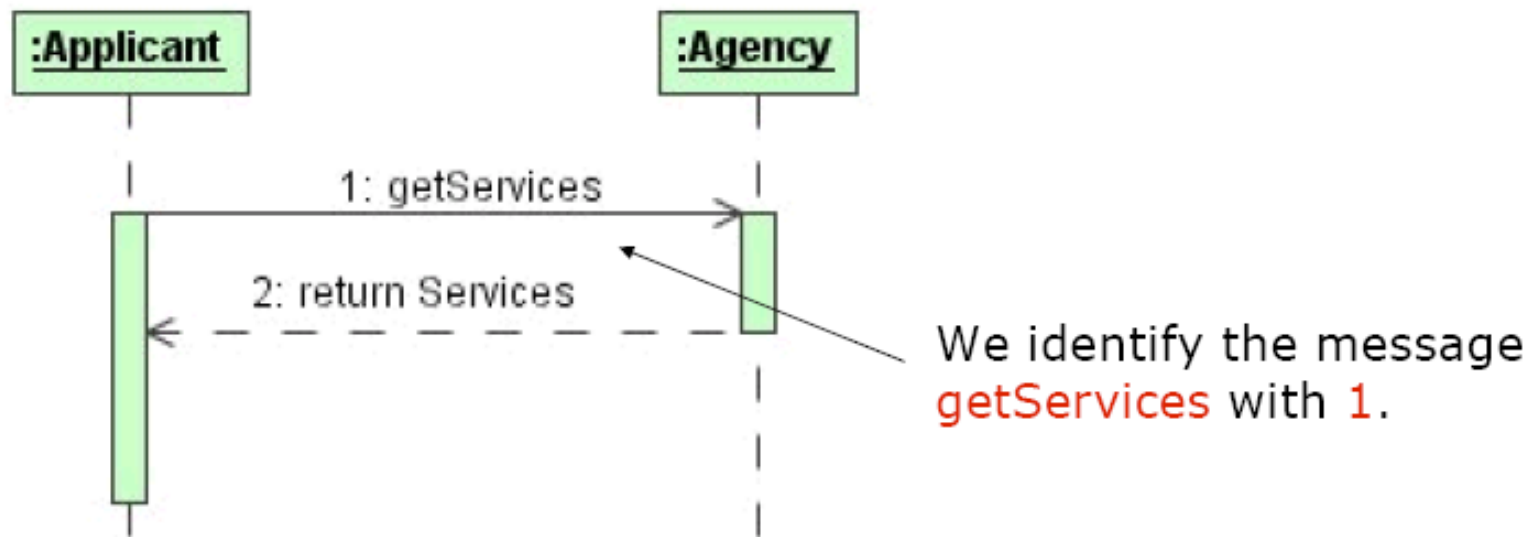 :Applicant
:Agency
1: getServices
2: return Services
We identify the message
getServices with 1.